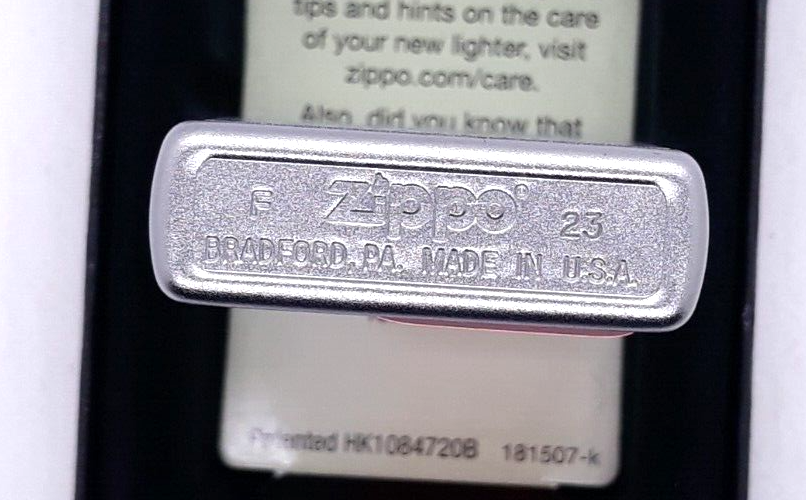 tips and hints on the care
of your new lighter, visit
zippo.com/care.
Also, did you know that
F Zippo® 23
BRADFORD, PA. MADE IN U.S.A.
Patented HK1084720B 181507-k